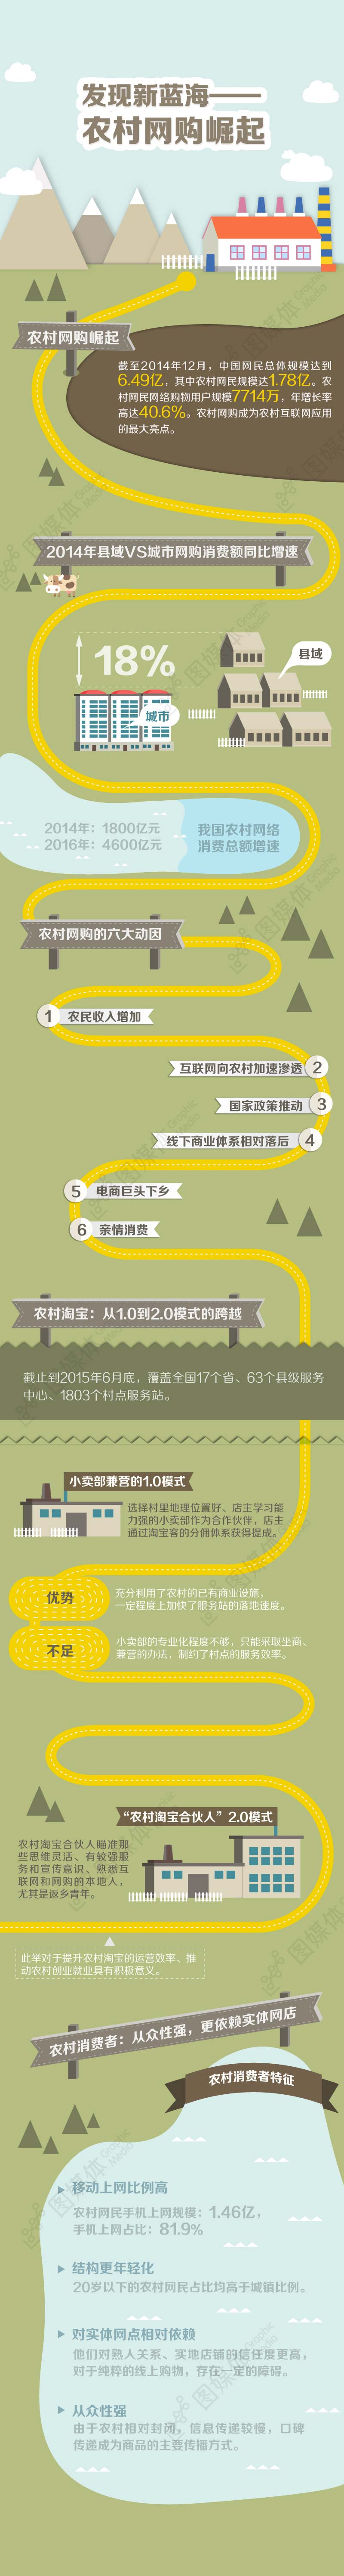 发现新蓝海——
农村网购崛起
农村网购崛起
截至2014年12月，中国网民总体规模达到
6.49亿，其中农村网民规模达1.78亿。农
村网民网络购物用户规模7714万，年增长率
高达40.6%。农村网购成为农村互联网应用
的最大亮点。
2014年县域VS城市网购消费额同比增速
18%
县域
城市
2014年：1800亿元
2016年：4600亿元
我国农村网络
消费总额增速
农村网购的六大动因
1 农民收入增加
互联网向农村加速渗透 2
国家政策推动 3
线下商业体系相对落后 4
5 电商巨头下乡
6 亲情消费
农村淘宝：从1.0到2.0模式的跨越
截止到2015年6月底，覆盖全国17个省、63个县级服务
中心、1803个村点服务站。
小卖部兼营的1.0模式
选择村里地理位置好、店主学习能
力强的小卖部作为合作伙伴，店主
通过淘宝客的分佣体系获得提成。
优势
充分利用了农村的已有商业设施，
一定程度上加快了服务站的落地速度。
不足
小卖部的专业化程度不够，只能采取坐商、
兼营的办法，制约了村点的服务效率。
“农村淘宝合伙人”2.0模式
农村淘宝合伙人瞄准那
些思维灵活、有较强服
务和宣传意识、熟悉互
联网和网购的本地人，
尤其是返乡青年。
此举对于提升农村淘宝的运营效率、推
动农村创业就业具有积极意义。
农村消费者：从众性强，更依赖实体网店
农村消费者特征
移动上网比例高
农村网民手机上网规模：1.46亿，
手机上网占比：81.9%
结构更年轻化
20岁以下的农村网民占比均高于城镇比例。
对实体网点相对依赖
他们对熟人关系、实地店铺的信任度更高，
对于纯粹的线上购物，存在一定的障碍。
从众性强
由于农村相对封闭，信息传递较慢，口碑
传递成为商品的主要传播方式。
图媒体 Graphic Media